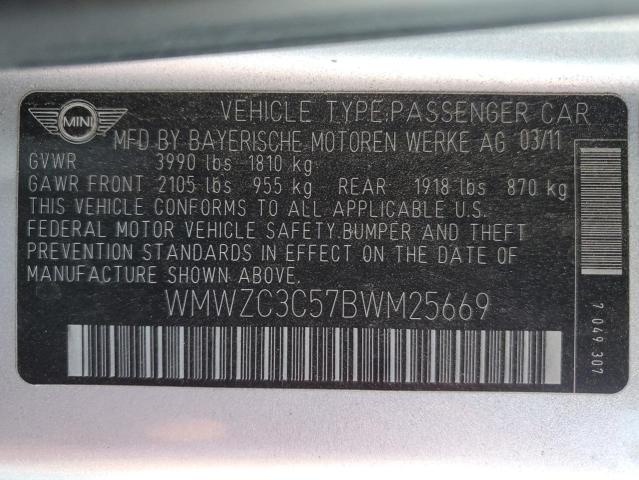 MINI
VEHICLE TYPE:PASSENGER CAR
MFD BY BAYERISCHE MOTOREN WERKE AG 03/11
GVWR 3990 lbs 1810 kg
GAWR FRONT 2105 lbs 955 kg REAR 1918 lbs 870 kg
THIS VEHICLE CONFORMS TO ALL APPLICABLE U.S.
FEDERAL MOTOR VEHICLE SAFETY,BUMPER AND THEFT
PREVENTION STANDARDS IN EFFECT ON THE DATE OF
MANUFACTURE SHOWN ABOVE.
WMWZC3C57BWM25669
7 049 307